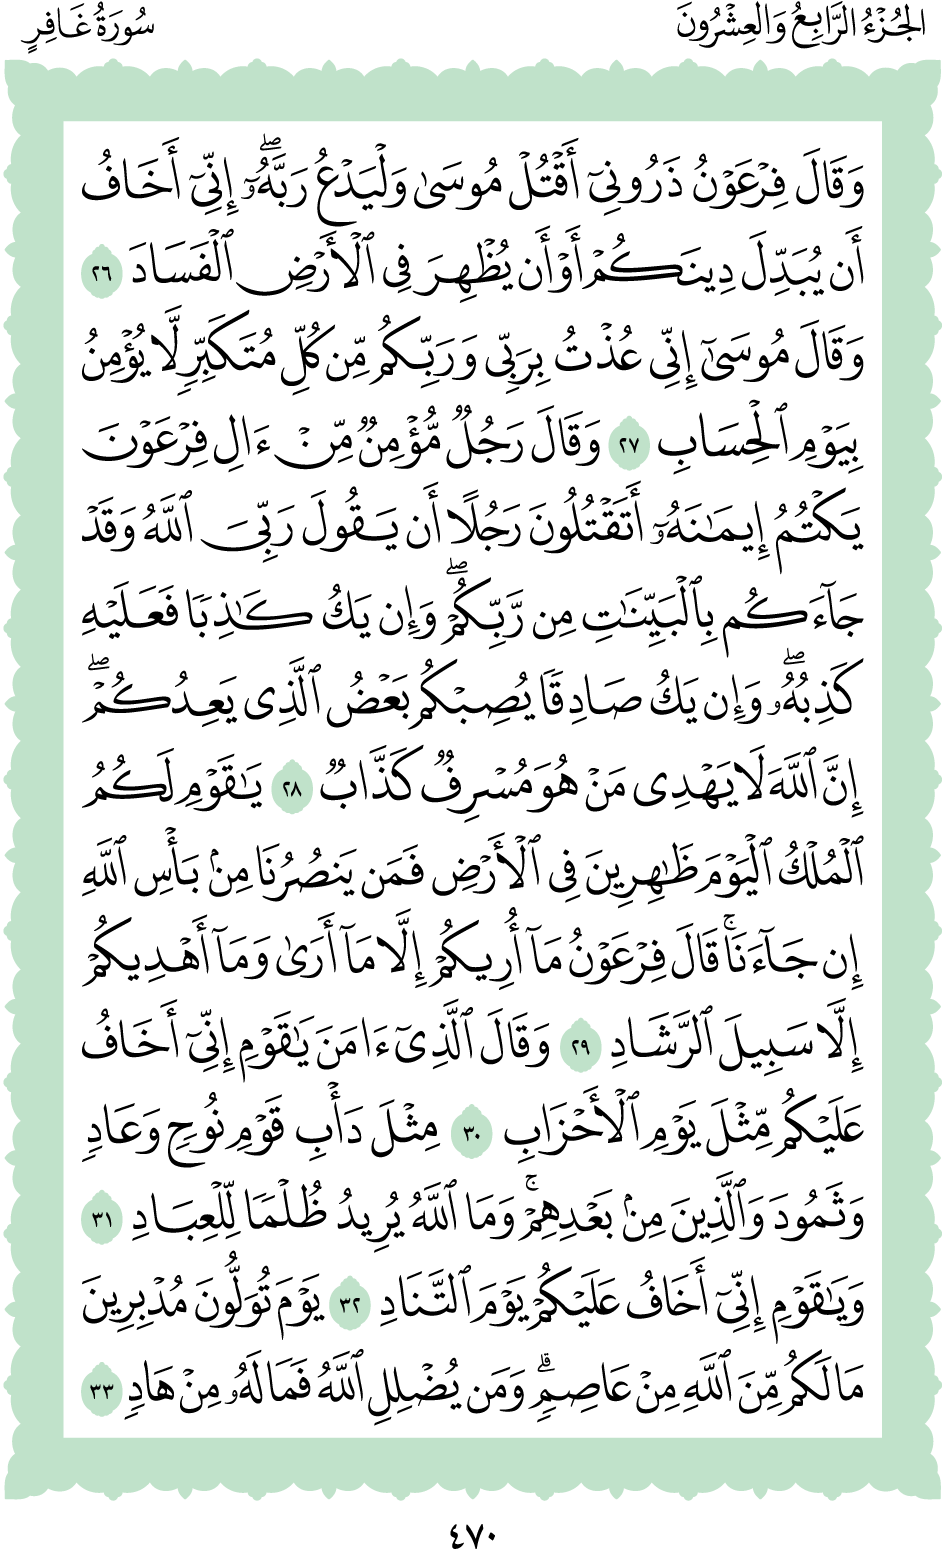 الجُزْءُ الرَّابِعُ وَالعِشْرُونَ
سُورَةُ غَافِرٍ
وَقَالَ فِرۡعَوۡنُ ذَرُونِيٓ أَقۡتُلۡ مُوسَىٰ وَلۡيَدۡعُ رَبَّهُۥٓۖ إِنِّيٓ أَخَافُ
أَن يُبَدِّلَ دِينَكُمۡ أَوۡ أَن يُظۡهِرَ فِي ٱلۡأَرۡضِ ٱلۡفَسَادَ ٢٦
وَقَالَ مُوسَىٰٓ إِنِّي عُذۡتُ بِرَبِّي وَرَبِّكُم مِّن كُلِّ مُتَكَبِّرٖ لَّا يُؤۡمِنُ
بِيَوۡمِ ٱلۡحِسَابِ ٢٧ وَقَالَ رَجُلٞ مُّؤۡمِنٞ مِّنۡ ءَالِ فِرۡعَوۡنَ
يَكۡتُمُ إِيمَٰنَهُۥٓ أَتَقۡتُلُونَ رَجُلًا أَن يَقُولَ رَبِّيَ ٱللَّهُ وَقَدۡ
جَآءَكُم بِٱلۡبَيِّنَٰتِ مِن رَّبِّكُمۡۖ وَإِن يَكُ كَٰذِبٗا فَعَلَيۡهِ
كَذِبُهُۥۖ وَإِن يَكُ صَادِقٗا يُصِبۡكُم بَعۡضُ ٱلَّذِي يَعِدُكُمۡۖ
إِنَّ ٱللَّهَ لَا يَهۡدِي مَنۡ هُوَ مُسۡرِفٞ كَذَّابٞ ٢٨ يَٰقَوۡمِ لَكُمُ
ٱلۡمُلۡكُ ٱلۡيَوۡمَ ظَٰهِرِينَ فِي ٱلۡأَرۡضِ فَمَن يَنصُرُنَا مِنۢ بَأۡسِ ٱللَّهِ
إِن جَآءَنَاۚ قَالَ فِرۡعَوۡنُ مَآ أُرِيكُمۡ إِلَّا مَآ أَرَىٰ وَمَآ أَهۡدِيكُمۡ
إِلَّا سَبِيلَ ٱلرَّشَادِ ٢٩ وَقَالَ ٱلَّذِيٓ ءَامَنَ يَٰقَوۡمِ إِنِّيٓ أَخَافُ
عَلَيۡكُم مِّثۡلَ يَوۡمِ ٱلۡأَحۡزَابِ ٣٠ مِثۡلَ دَأۡبِ قَوۡمِ نُوحٖ وَعَادٖ
وَثَمُودَ وَٱلَّذِينَ مِنۢ بَعۡدِهِمۡۚ وَمَا ٱللَّهُ يُرِيدُ ظُلۡمٗا لِّلۡعِبَادِ ٣١
وَيَٰقَوۡمِ إِنِّيٓ أَخَافُ عَلَيۡكُمۡ يَوۡمَ ٱلتَّنَادِ ٣٢ يَوۡمَ تُوَلُّونَ مُدۡبِرِينَ
مَا لَكُم مِّنَ ٱللَّهِ مِنۡ عَاصِمٖۗ وَمَن يُضۡلِلِ ٱللَّهُ فَمَا لَهُۥ مِنۡ هَادٖ ٣٣
٤٧٠